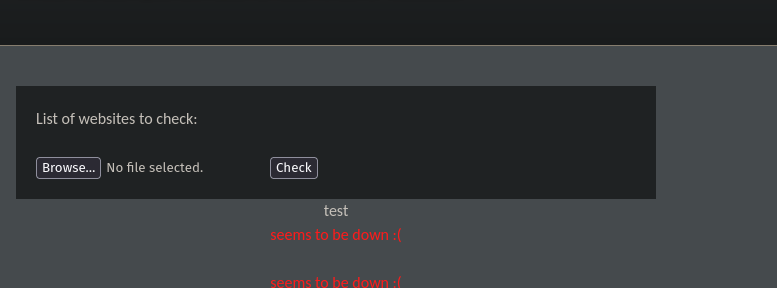 List of websites to check:
Browse... No file selected. Check
test
seems to be down :(
seems to be down :(